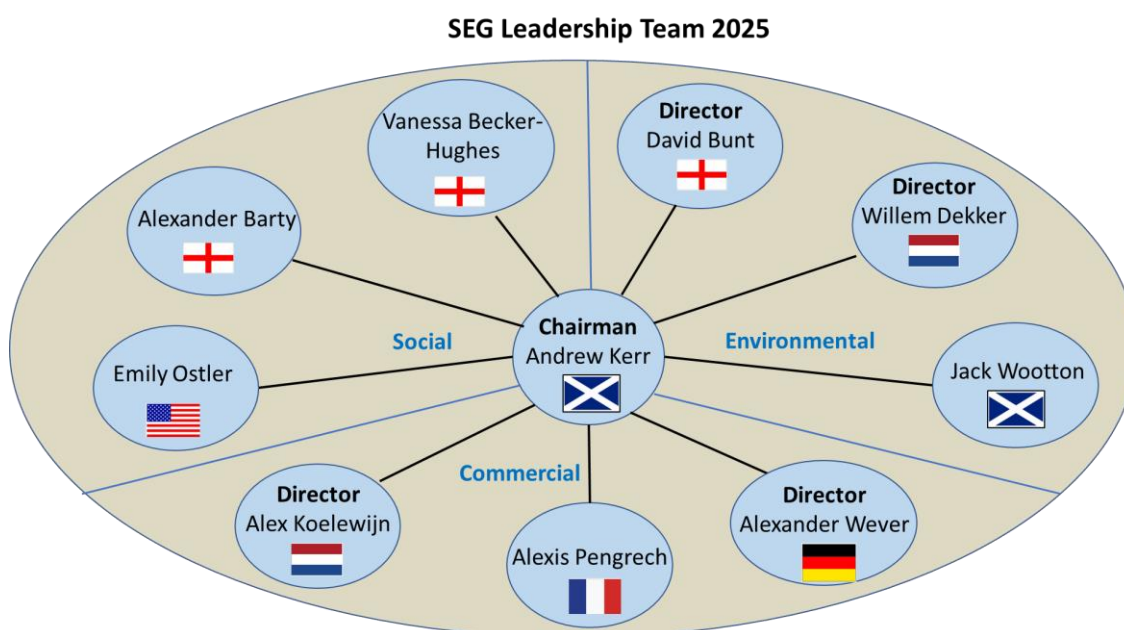 SEG Leadership Team 2025
Vanessa Becker-
Hughes
Director
David Bunt
Alexander Barty
Director
Willem Dekker
Social
Chairman
Andrew Kerr
Environmental
Emily Ostler
Jack Wootton
Commercial
Director
Alex Koelewijn
Alexis Pengrech
Director
Alexander Wever